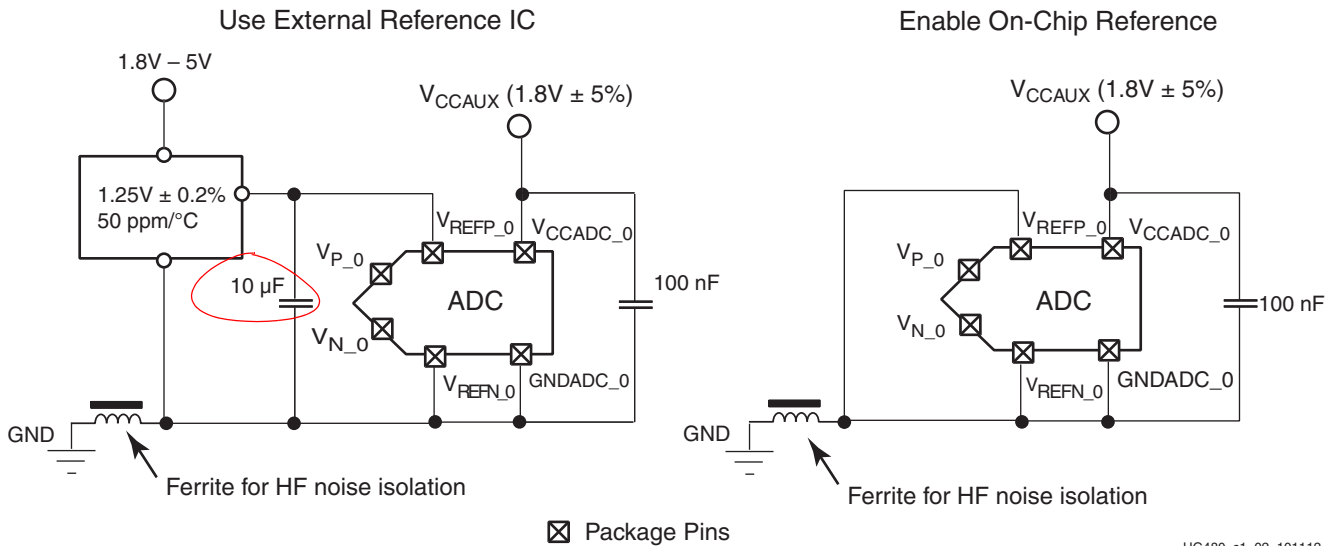 Use External Reference IC
Enable On-Chip Reference
1.8V – 5V
VCCAUX (1.8V ± 5%)
1.25V ± 0.2%
50 ppm/°C
VREFP_0
VCCADC_0
VP_0
10 µF
ADC
100 nF
VN_0
VREFN_0
GNDADC_0
GND
Ferrite for HF noise isolation
VCCAUX (1.8V ± 5%)
VREFP_0
VCCADC_0
VP_0
ADC
100 nF
VN_0
VREFN_0
GNDADC_0
GND
Ferrite for HF noise isolation
Package Pins